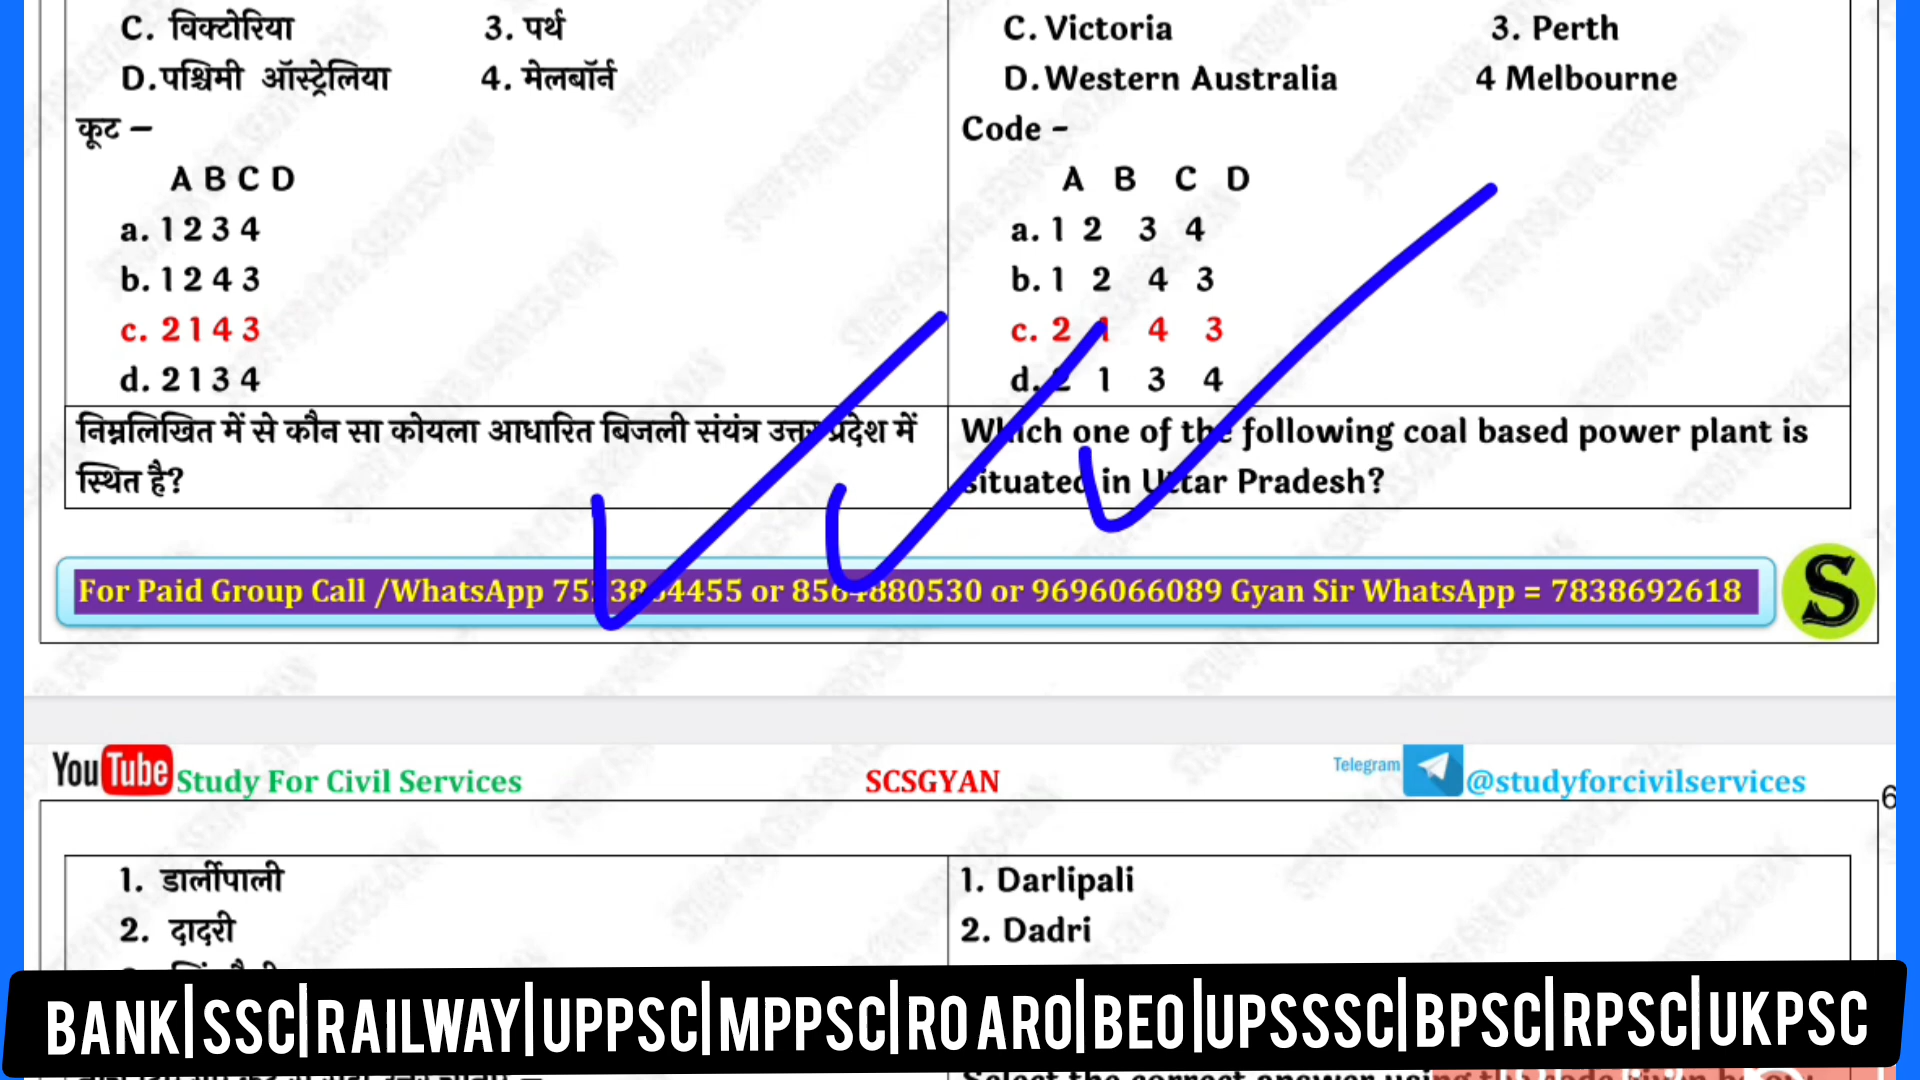 C. विक्टोरिया 3. पर्थ
D. पश्चिमी ऑस्ट्रेलिया 4. मेलबॉर्न
कूट –
A B C D
a. 1 2 3 4
b. 1 2 4 3
c. 2 1 4 3
d. 2 1 3 4
निम्नलिखित में से कौन सा कोयला आधारित बिजली संयंत्र उत्तर प्रदेश में
स्थित है?
C. Victoria 3. Perth
D. Western Australia 4 Melbourne
Code –
A B C D
a. 1 2 3 4
b. 1 2 4 3
c. 2 1 4 3
d. 2 1 3 4
Which one of the following coal based power plant is
situated in Uttar Pradesh?
For Paid Group Call /WhatsApp or or 9696066089 Gyan Sir WhatsApp = 7838692618
S
YouTube Study For Civil Services SCSGYAN Telegram @studyforcivilservices
6
1. डार्लीपाली
2. दादरी
1. Darlipali
2. Dadri
BANK|SSC|RAILWAY|UPPSC|MPPSC|RO ARO|BEO|UPSSSC|BPSC|RPSC|UKPSC